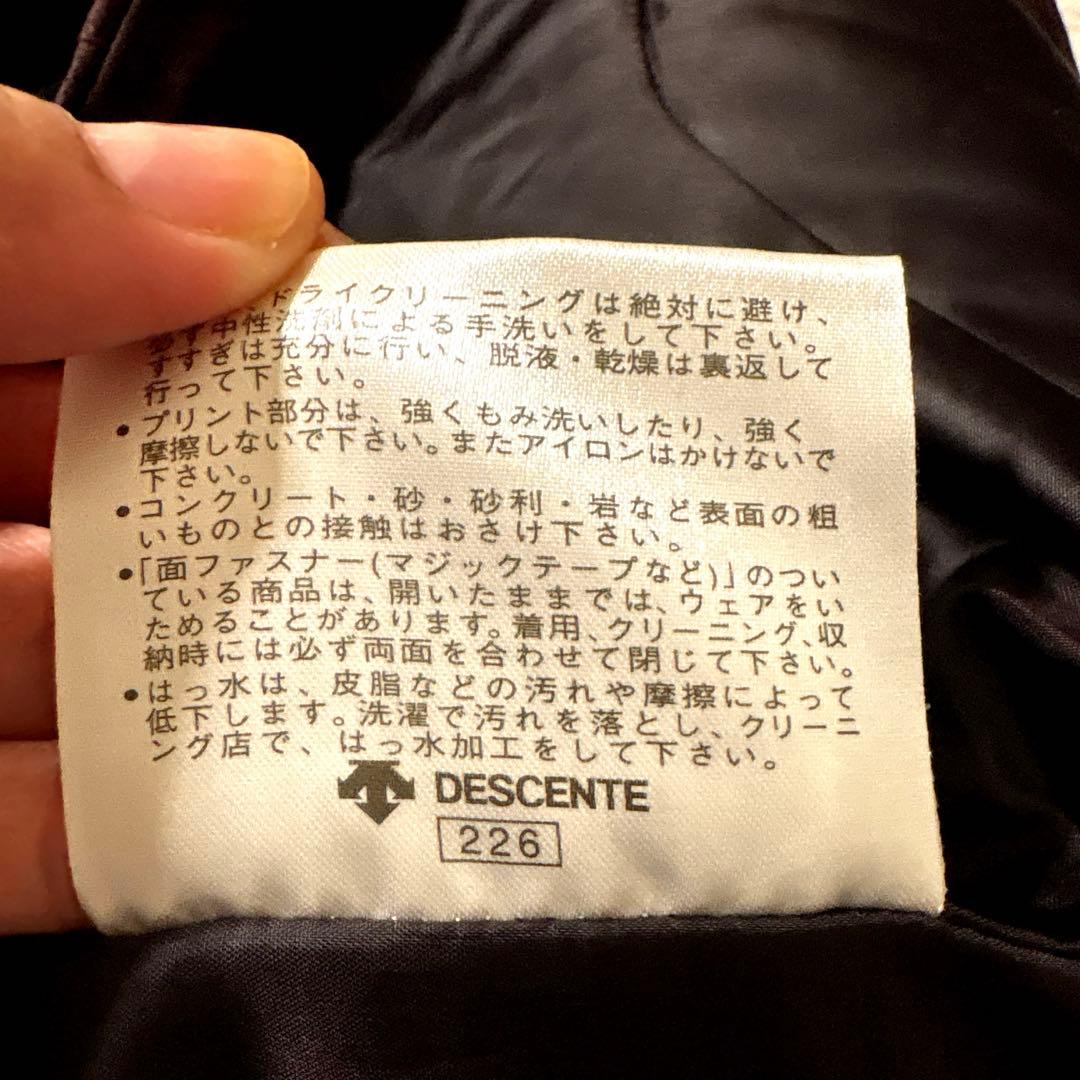 ドライクリーニングは絶対に避け、
必ず中性洗剤による手洗いをして下さい。
すすぎは充分に行い、脱液・乾燥は裏返して
行って下さい。
•プリント部分は、強くもみ洗いしたり、強く
摩擦しないで下さい。またアイロンはかけないで
下さい。
•コンクリート・砂・砂利・岩など表面の粗
いものとの接触はおさけ下さい。
•「面ファスナー(マジックテープなど)」のつい
ている商品は、開いたままでは、ウェアをい
ためることがあります。着用、クリーニング、収
納時には必ず両面を合わせて閉じて下さい。
•はっ水は、皮脂などの汚れや摩擦によって
低下します。洗濯で汚れを落とし、クリーニ
ング店で、はっ水加工をして下さい。
DESCENTE
226